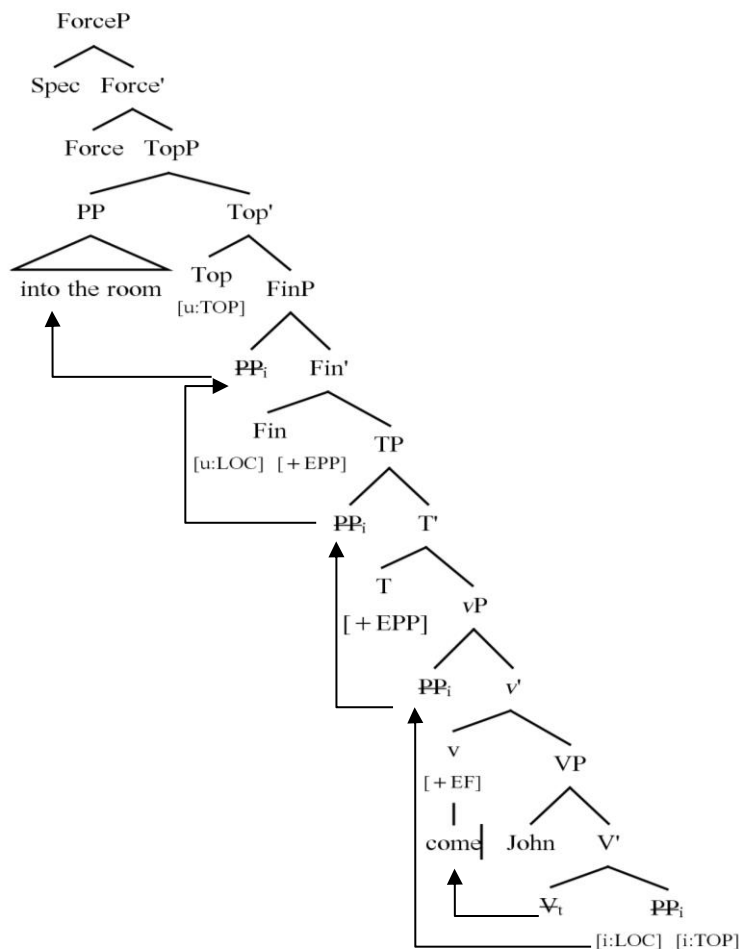 ForceP
Spec Force'
Force TopP
PP Top'
into the room Top FinP
[u:TOP]
PPi Fin'
Fin TP
[u:LOC] [+EPP]
PPi T'
T vP
[+EPP]
PPi v'
v VP
[+EF]
come John V'
Vt PPi
[i:LOC] [i:TOP]